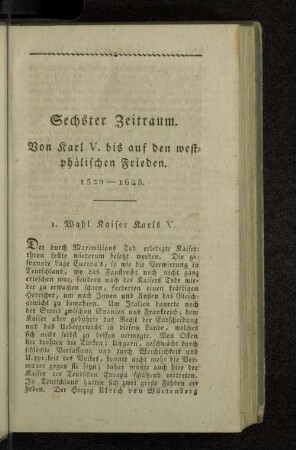 Sechster Zeitraum.
Von Karl V. bis auf den west-
phälischen Frieden.
1520—1648.
1. Wahl Kaiser Karls V.
Der durch Maximilians Tod erledigte Kaiser-
thron sollte wiederum besetzt werden. Die ge-
spannte Lage Europa's, so wie die Verwirrung in
Teutschland, wo das Faustrecht noch nicht ganz
erloschen war, sondern nach des Kaisers Tode wie-
der zu erwachen schien, forderten einen kräftigen
Herrscher, um nach Innen und Außen das Gleich-
gewicht zu bewahren. Um Italien dauerte noch
der Streit zwischen Spanien und Frankreich; dem
Kaiser aber gebührte das Recht der Entscheidung
und das Uebergewicht in diesem Lande, welches
sich nicht selbst zu helfen vermogte. Von Osten
her drohten die Türken; Ungarn, geschwächt durch
schlechte Verfassung und durch Weichlichkeit und
Ueppigkeit des Volkes, konnte nicht mehr die Vor-
mauer gegen sie seyn; es mußte daher auch hier der
Kaiser der Teutschen Europa schützend vertreten.
In Teutschland hatten sich zwei große Fehden er-
hoben. Der Herzog Ulrich von Würtemberg